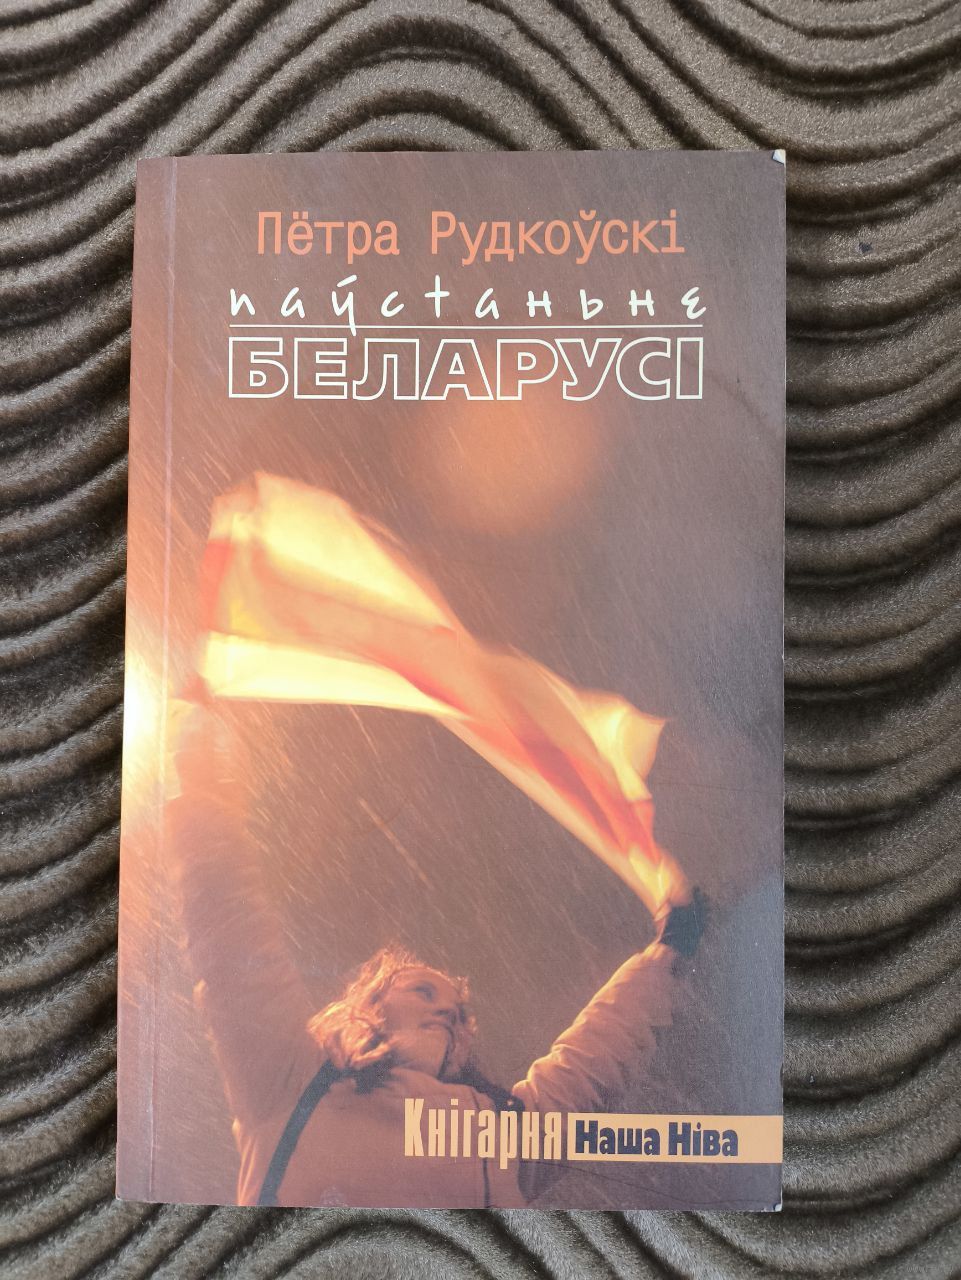 Пётра Рудкоўскі
паўстаньне
БЕЛАРУСІ
Кнігарня Наша Ніва